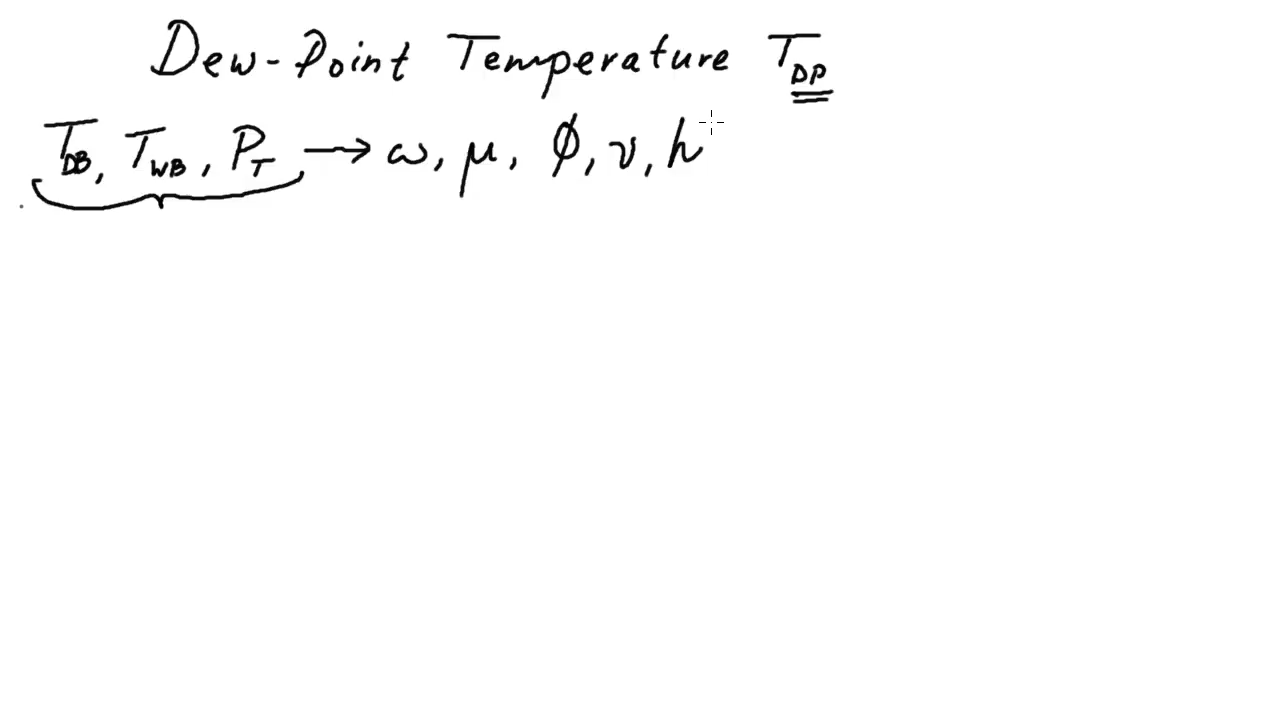 Dew-Point Temperature T_DP
T_DB, T_WB, P_T → ω, μ, φ, v, h